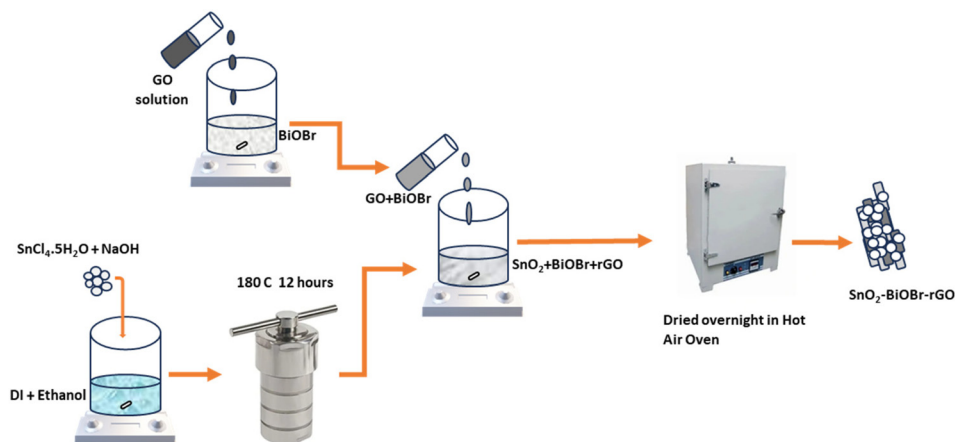 GO
solution
BiOBr
GO+BiOBr
SnCl₄.5H₂O + NaOH
180 C  12 hours
SnO₂+BiOBr+rGO
SnO₂-BiOBr-rGO
Dried overnight in Hot
Air Oven
DI + Ethanol